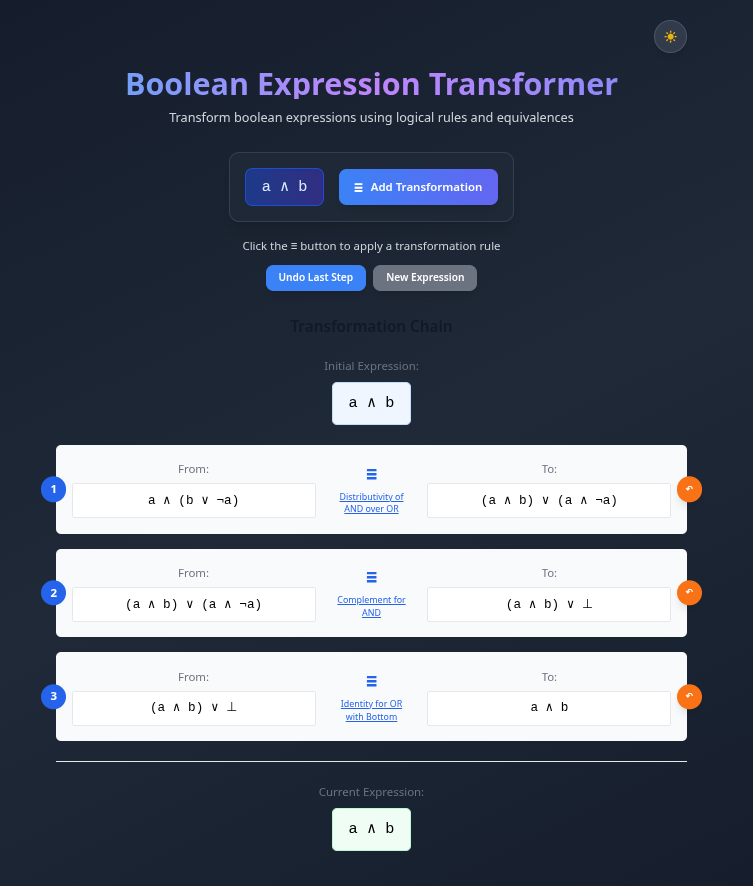 Boolean Expression Transformer
Transform boolean expressions using logical rules and equivalences
a ∧ b
≡ Add Transformation
Click the ≡ button to apply a transformation rule
Undo Last Step
New Expression
Transformation Chain
Initial Expression:
a ∧ b
1
From:
a ∧ (b ∨ ¬a)
≡
Distributivity of
AND over OR
To:
(a ∧ b) ∨ (a ∧ ¬a)
↶
2
From:
(a ∧ b) ∨ (a ∧ ¬a)
≡
Complement for
AND
To:
(a ∧ b) ∨ ⊥
↶
3
From:
(a ∧ b) ∨ ⊥
≡
Identity for OR
with Bottom
To:
a ∧ b
↶
Current Expression:
a ∧ b